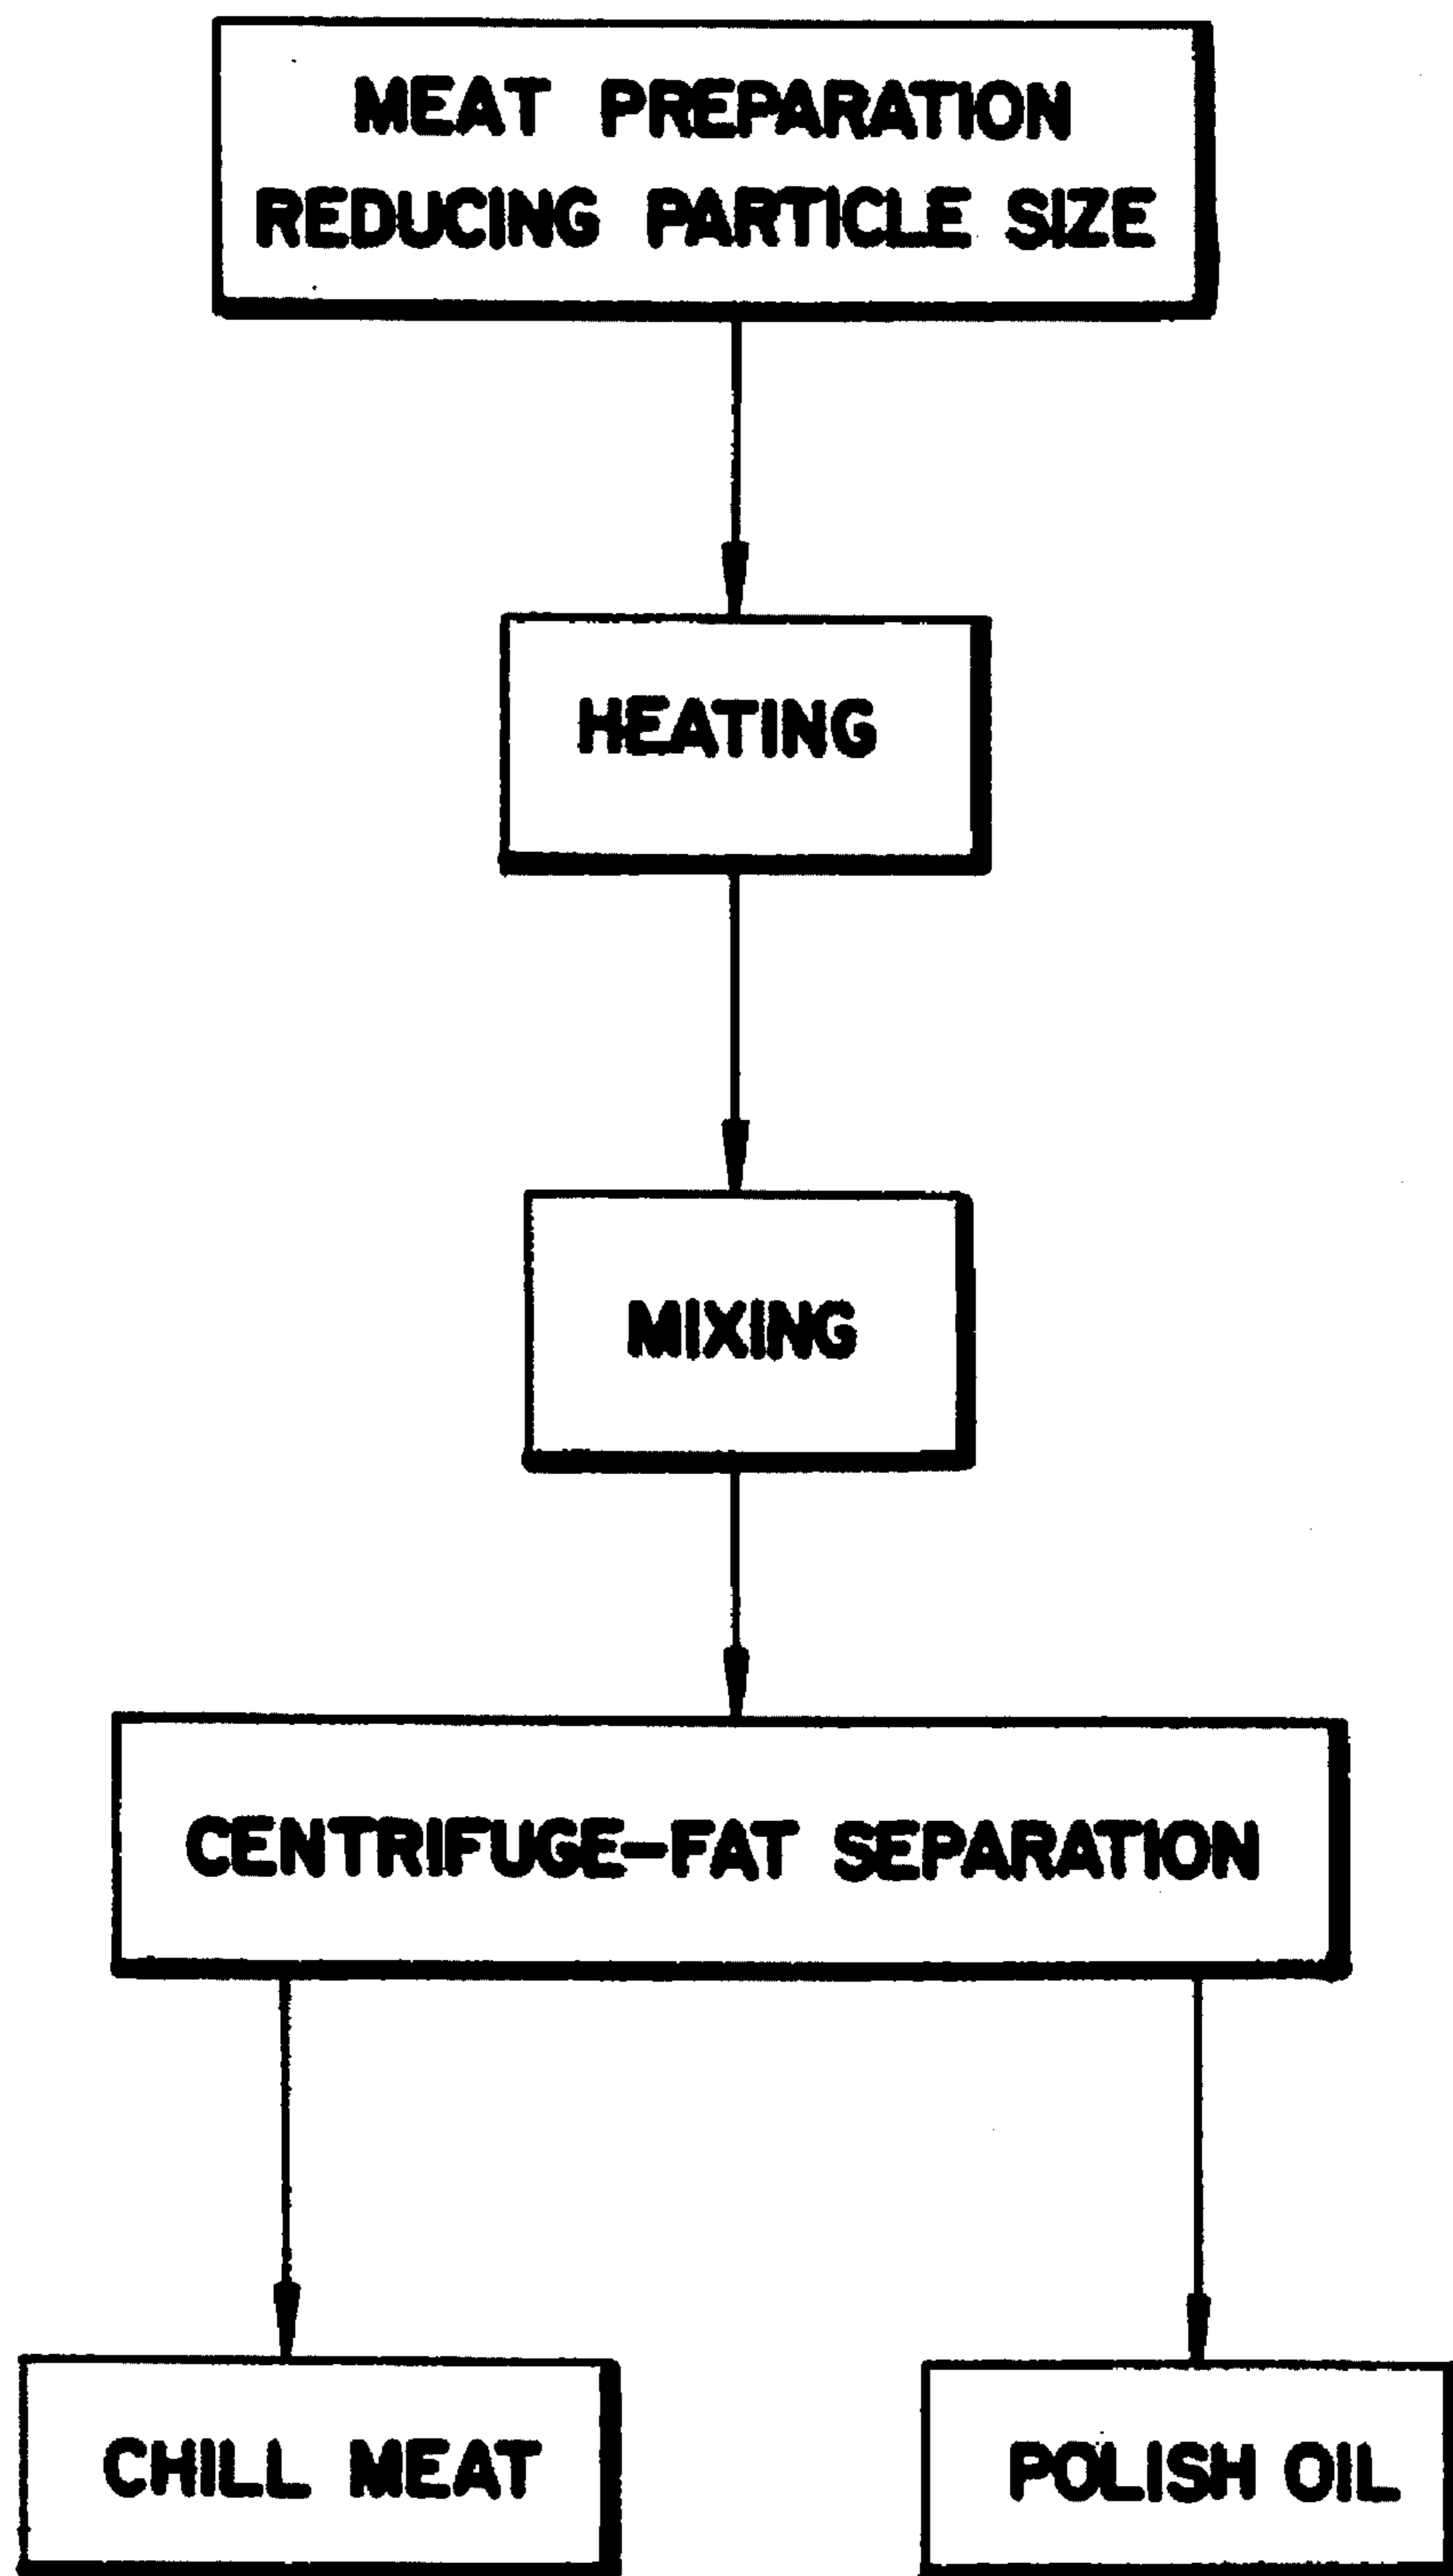 MEAT PREPARATION
REDUCING PARTICLE SIZE
HEATING
MIXING
CENTRIFUGE-FAT SEPARATION
CHILL MEAT
POLISH OIL